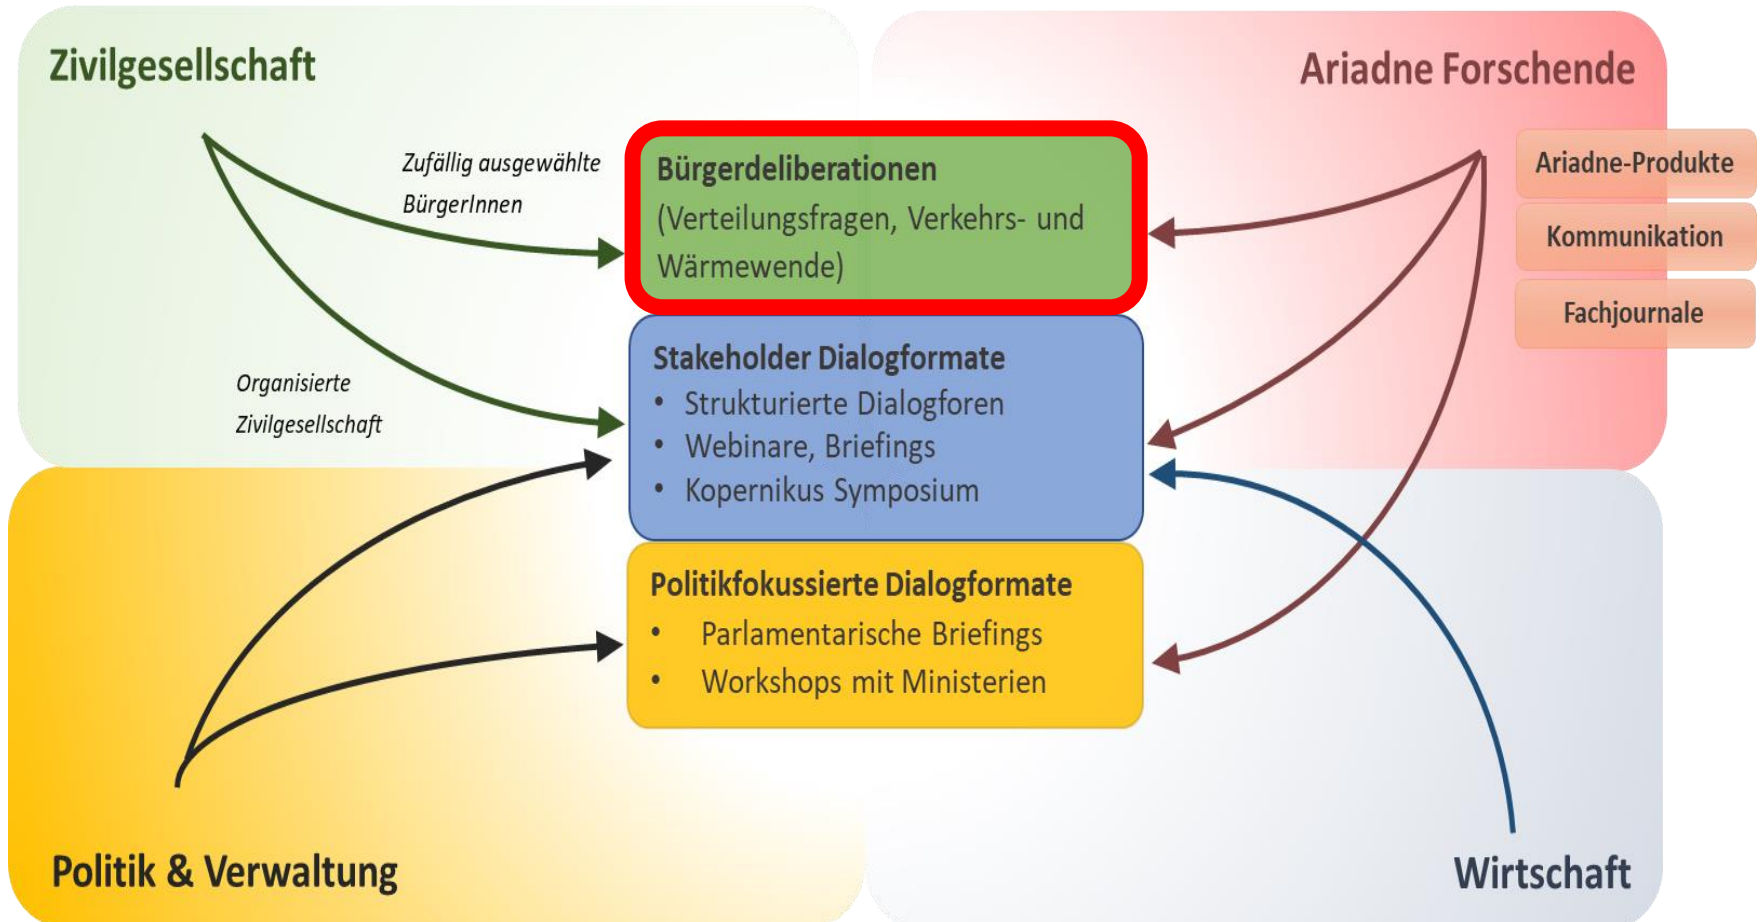 Zivilgesellschaft
Ariadne Forschende
Zufällig ausgewählte
BürgerInnen
Organisierte
Zivilgesellschaft
Bürgerdeliberationen
(Verteilungsfragen, Verkehrs- und
Wärmewende)
Stakeholder Dialogformate
• Strukturierte Dialogforen
• Webinare, Briefings
• Kopernikus Symposium
Politikfokussierte Dialogformate
• Parlamentarische Briefings
• Workshops mit Ministerien
Ariadne-Produkte
Kommunikation
Fachjournale
Politik & Verwaltung
Wirtschaft